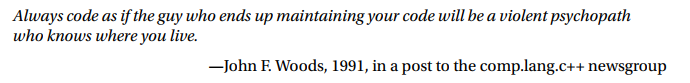 Always code as if the guy who ends up maintaining your code will be a violent psychopath
who knows where you live.
—John F. Woods, 1991, in a post to the comp.lang.c++ newsgroup